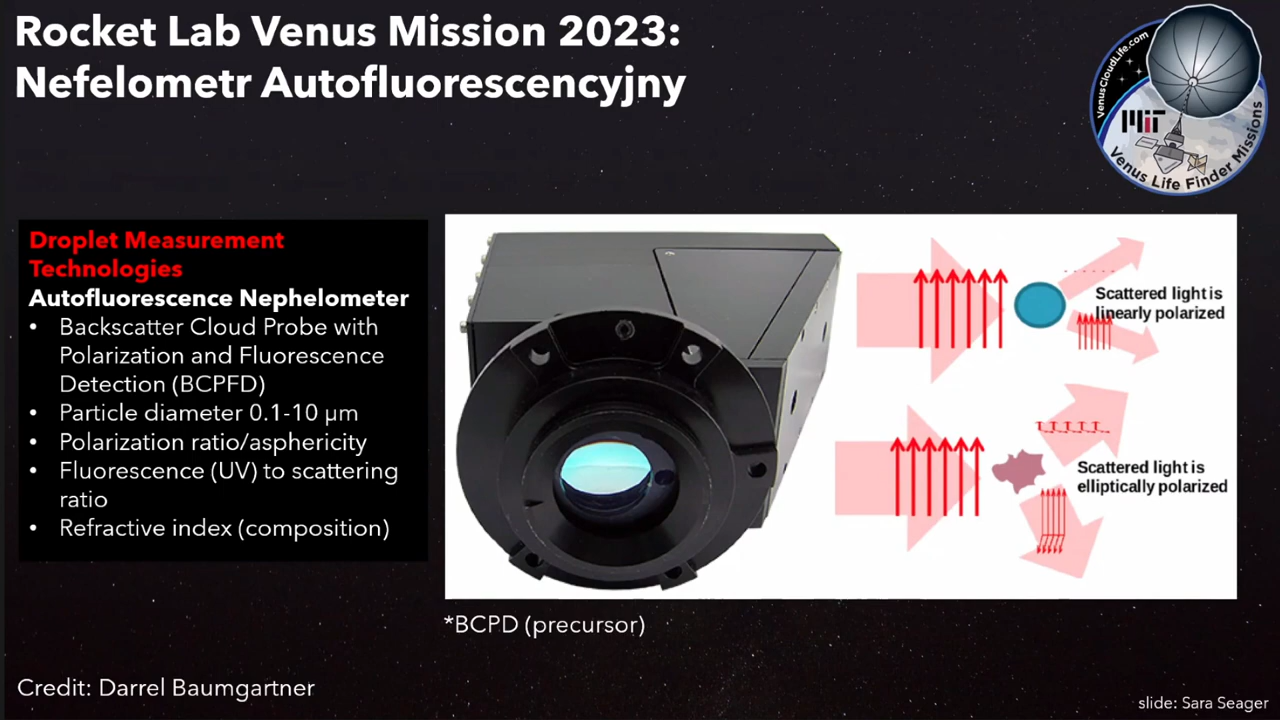 Rocket Lab Venus Mission 2023:
Nefelometr Autofluorescencyjny
VenusCloudLife.com
MIT
Venus Life Finder Missions
Droplet Measurement
Technologies
Autofluorescence Nephelometer
• Backscatter Cloud Probe with
Polarization and Fluorescence
Detection (BCPFD)
• Particle diameter 0.1-10 µm
• Polarization ratio/asphericity
• Fluorescence (UV) to scattering
ratio
• Refractive index (composition)
Scattered light is
linearly polarized
Scattered light is
elliptically polarized
*BCPD (precursor)
Credit: Darrel Baumgartner
slide: Sara Seager